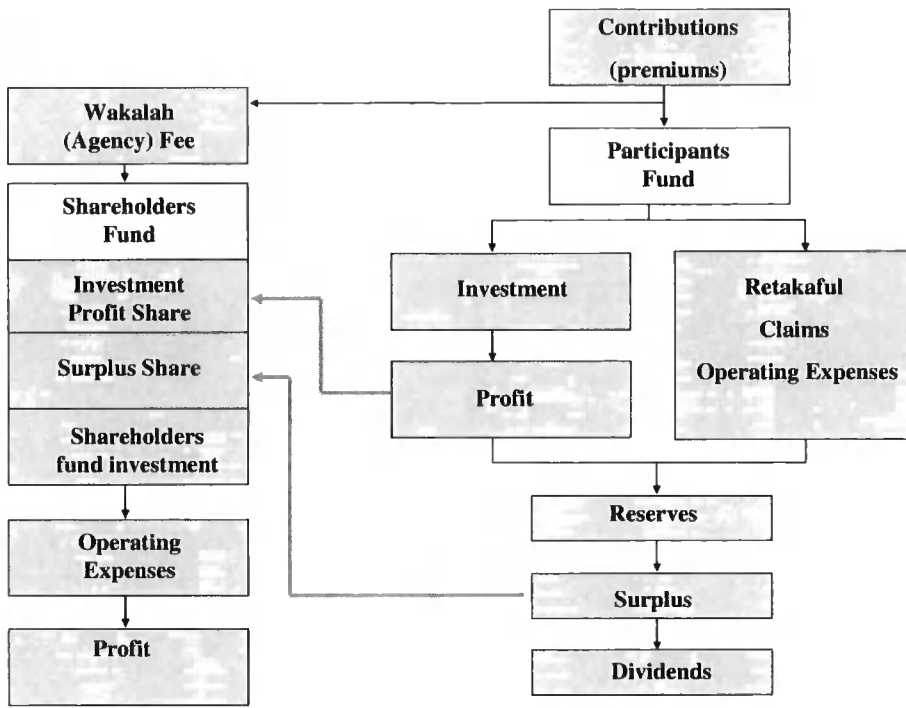 Contributions
(premiums)
Wakalah
(Agency) Fee
Participants
Fund
Shareholders
Fund
Investment
Profit Share
Surplus Share
Shareholders
fund investment
Operating
Expenses
Profit
Investment
Profit
Retakaful
Claims
Operating Expenses
Reserves
Surplus
Dividends